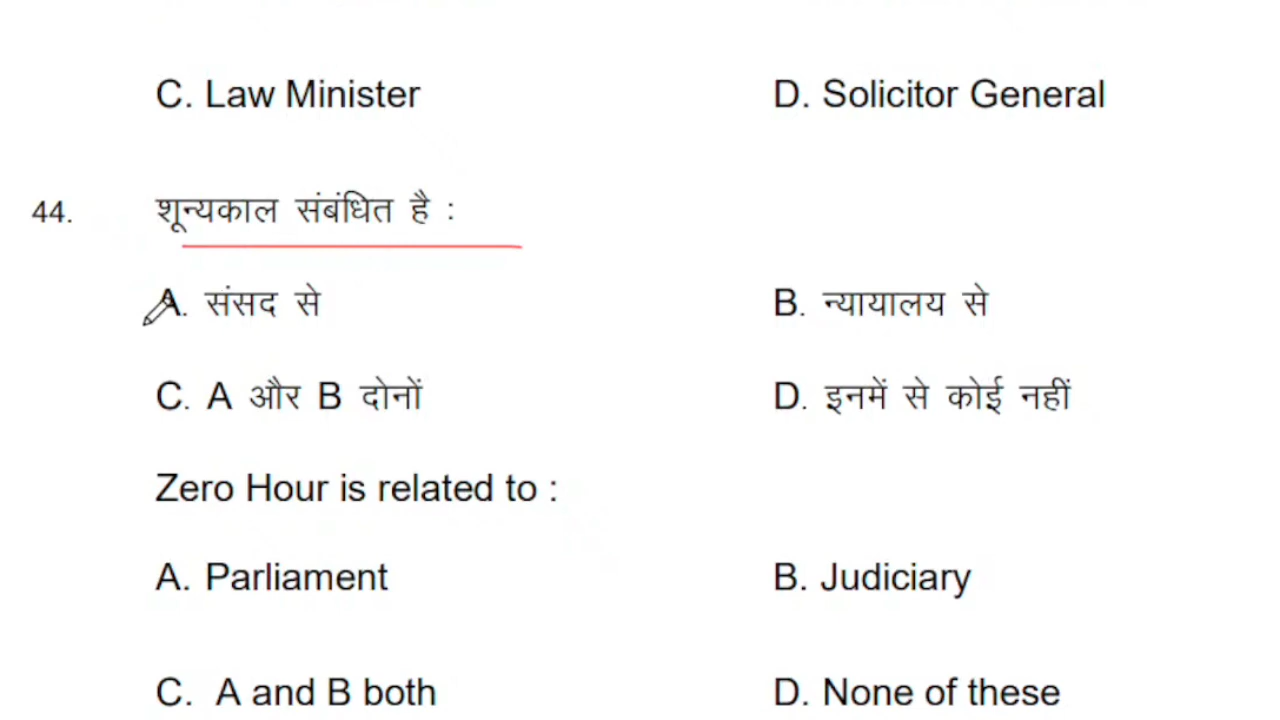 C. Law Minister D. Solicitor General
44. शून्यकाल संबंधित है :
A. संसद से B. न्यायालय से
C. A और B दोनों D. इनमें से कोई नहीं
Zero Hour is related to :
A. Parliament B. Judiciary
C. A and B both D. None of these